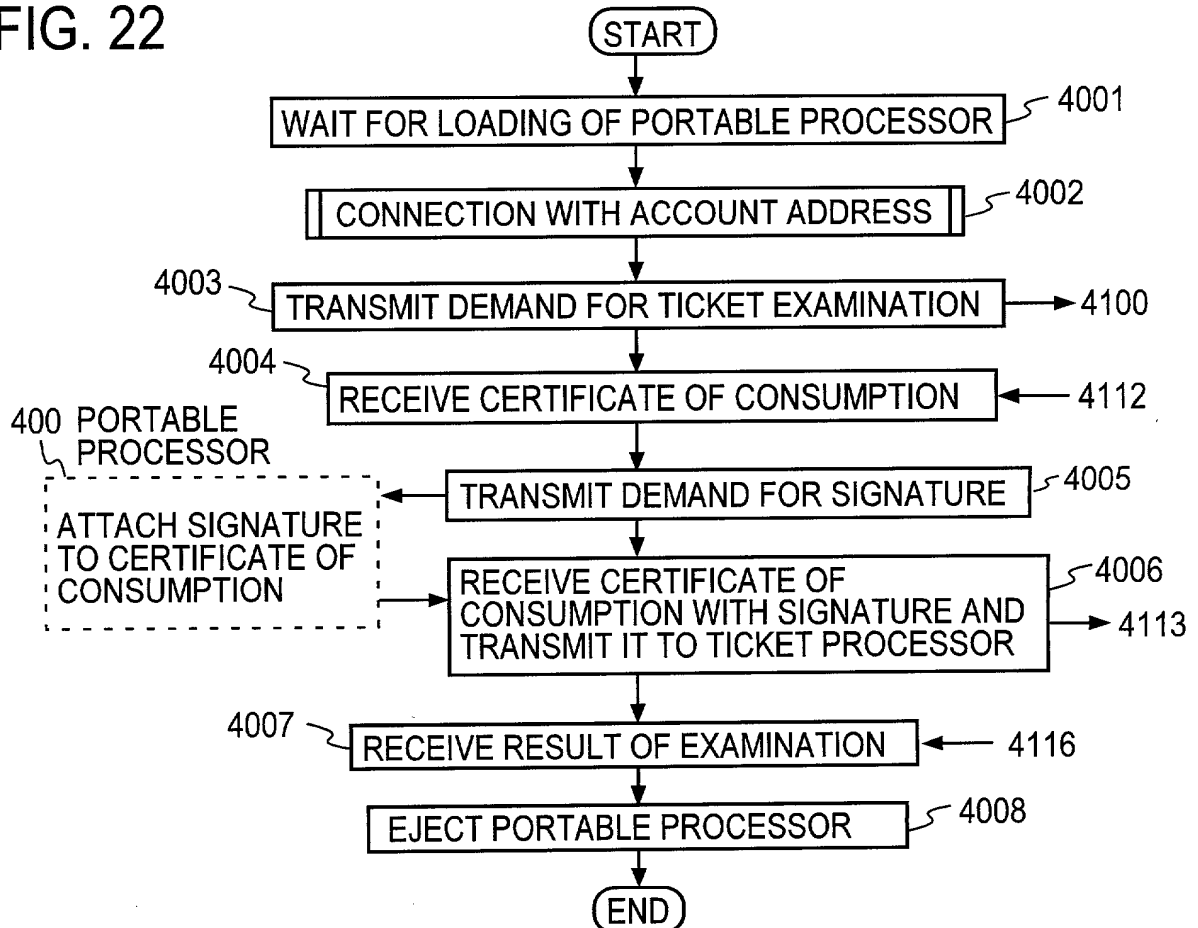 FIG. 22
START
WAIT FOR LOADING OF PORTABLE PROCESSOR
4001
CONNECTION WITH ACCOUNT ADDRESS
4002
4003
TRANSMIT DEMAND FOR TICKET EXAMINATION
4100
4004
RECEIVE CERTIFICATE OF CONSUMPTION
4112
400 PORTABLE
PROCESSOR
TRANSMIT DEMAND FOR SIGNATURE
4005
ATTACH SIGNATURE
TO CERTIFICATE OF
CONSUMPTION
RECEIVE CERTIFICATE OF
CONSUMPTION WITH SIGNATURE AND
TRANSMIT IT TO TICKET PROCESSOR
4006
4113
4007
RECEIVE RESULT OF EXAMINATION
4116
EJECT PORTABLE PROCESSOR
4008
END